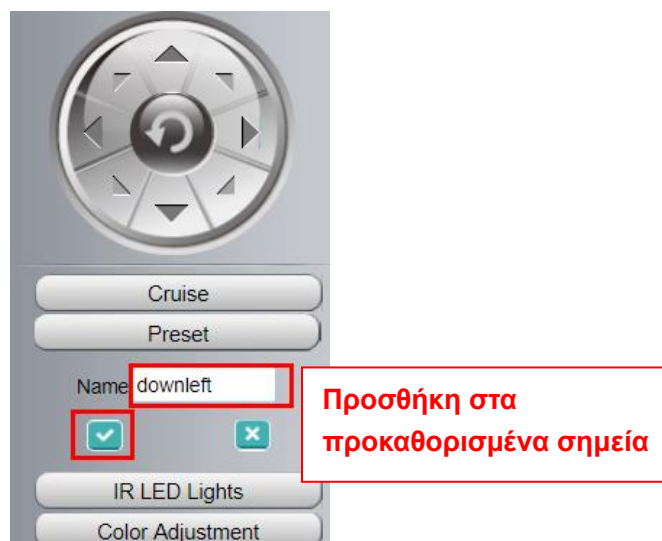 Cruise
Preset
Name downleft
Προσθήκη στα
προκαθορισμένα σημεία
IR LED Lights
Color Adjustment